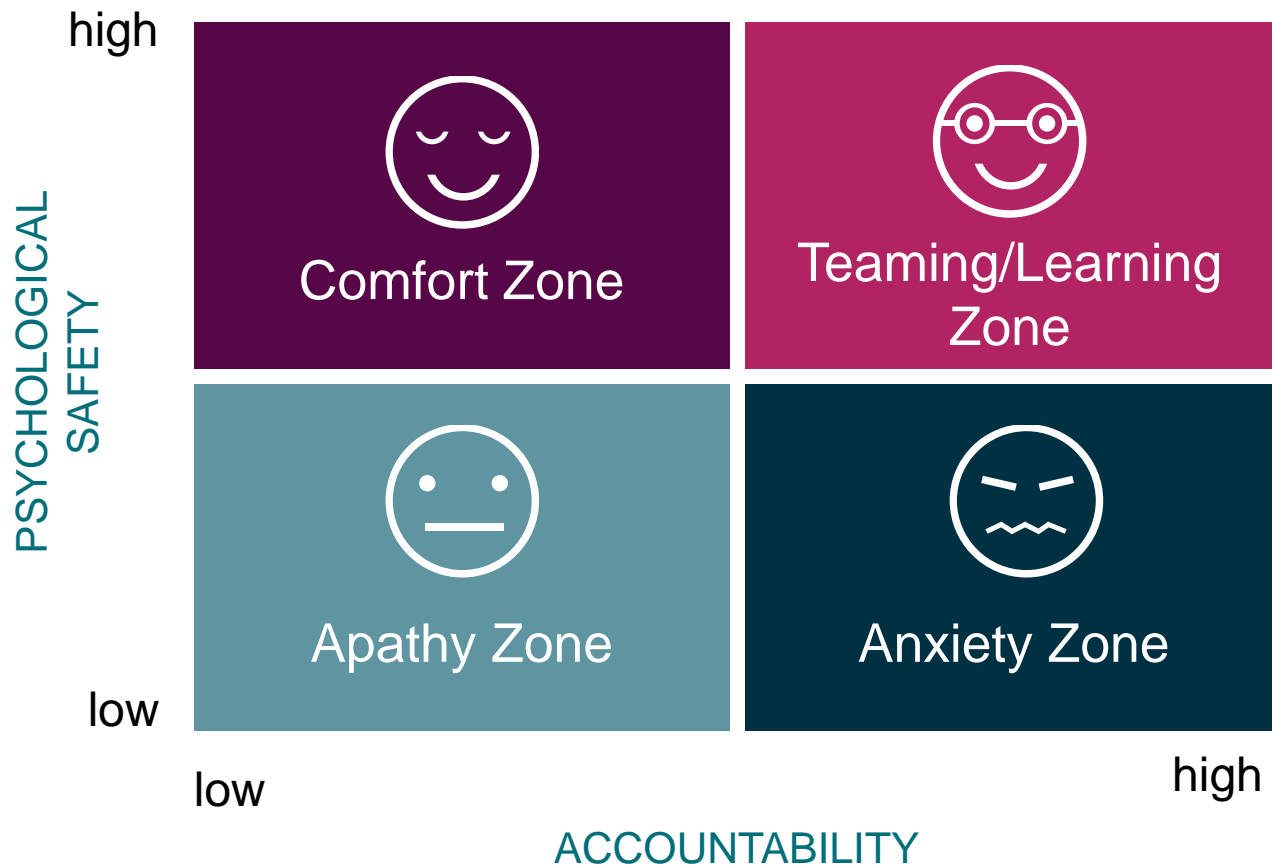 high
PSYCHOLOGICAL
SAFETY
Comfort Zone
Teaming/Learning
Zone
Apathy Zone
Anxiety Zone
low
low
high
ACCOUNTABILITY